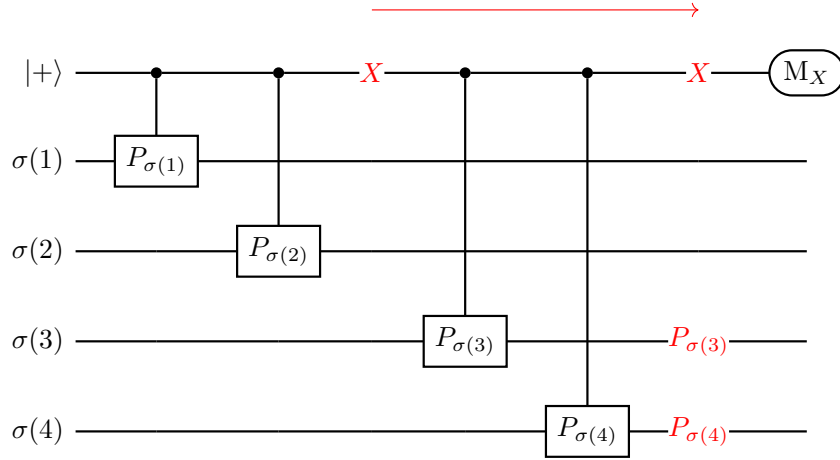 |+⟩ X X M_X
σ(1) P_σ(1)
σ(2) P_σ(2)
σ(3) P_σ(3) P_σ(3)
σ(4) P_σ(4) P_σ(4)